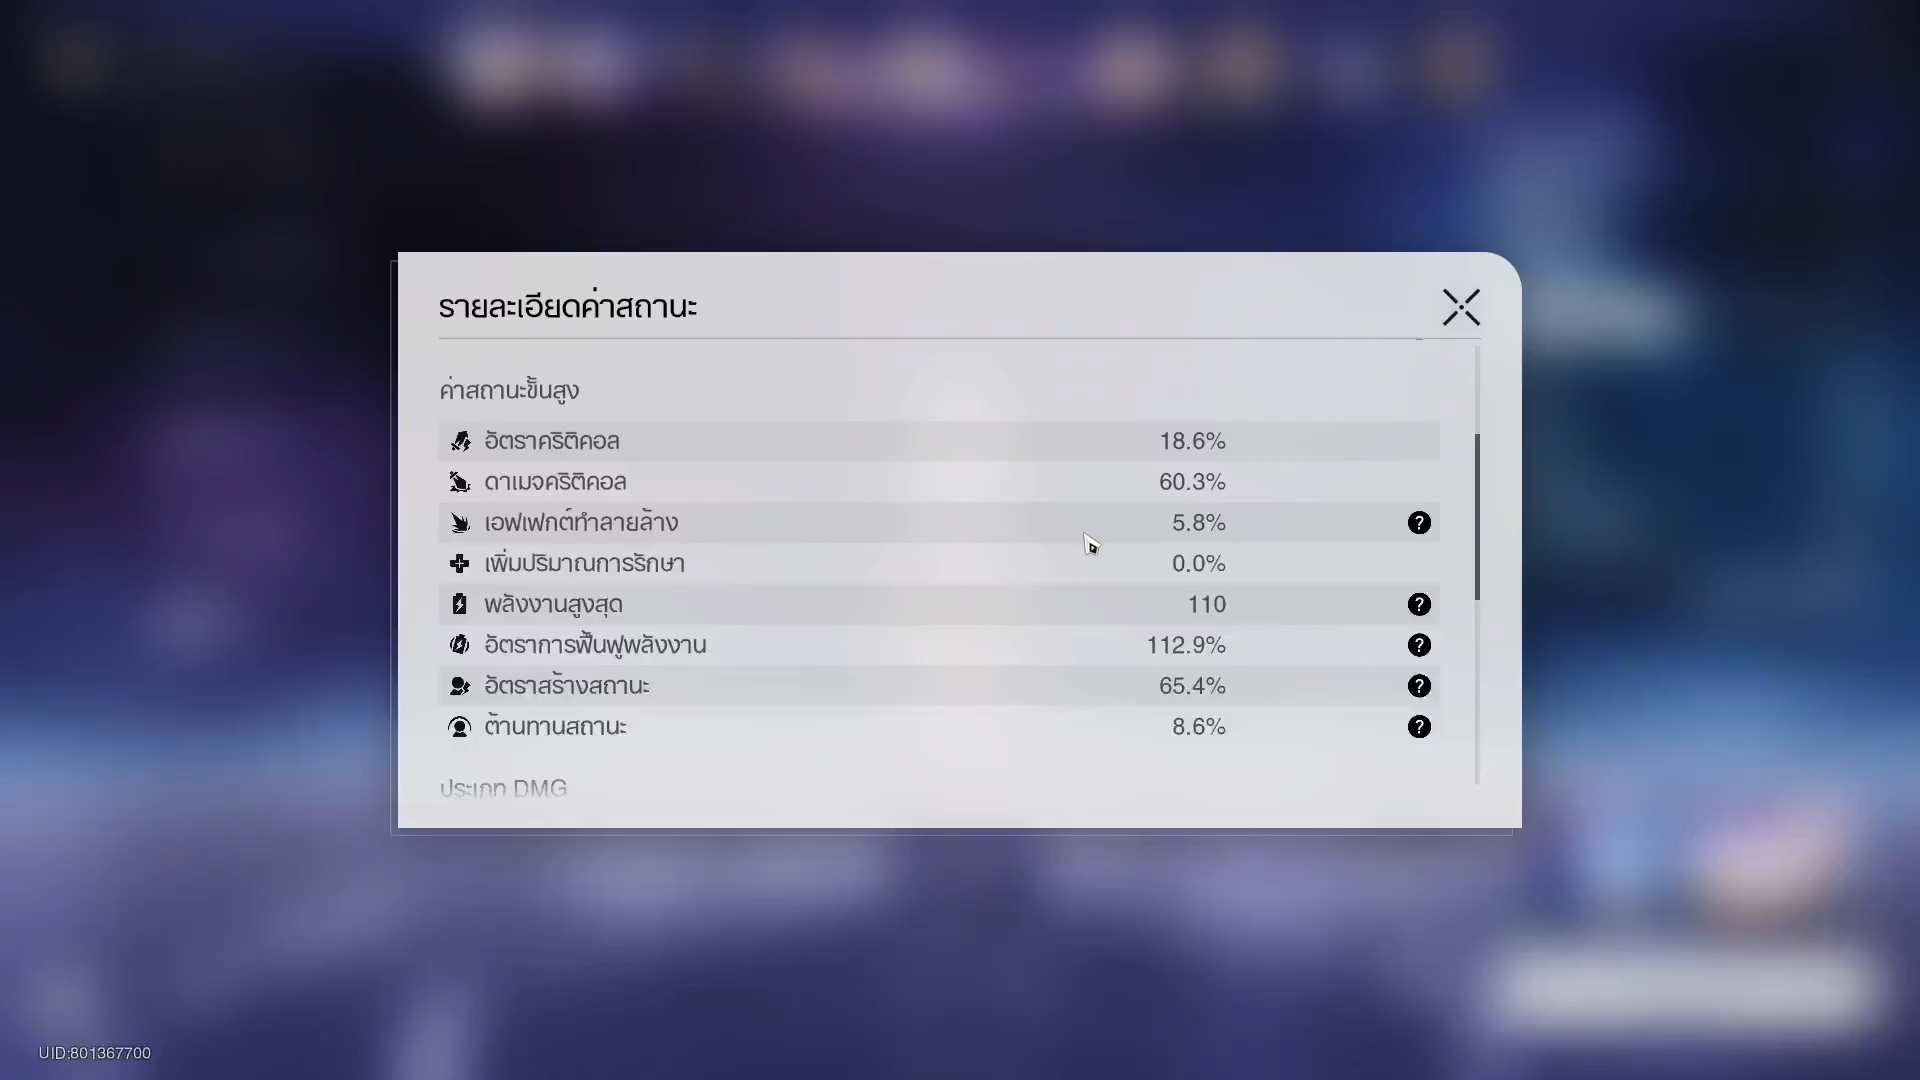 รายละเอียดค่าสถานะ
ค่าสถานะขั้นสูง
อัตราคริติคอล 18.6%
ดาเมจคริติคอล 60.3%
เอฟเฟกต์ทำลายล้าง 5.8%
เพิ่มปริมาณการรักษา 0.0%
พลังงานสูงสุด 110
อัตราการฟื้นฟูพลังงาน 112.9%
อัตราสร้างสถานะ 65.4%
ต้านทานสถานะ 8.6%
ประเภท DMG
UID:801367700